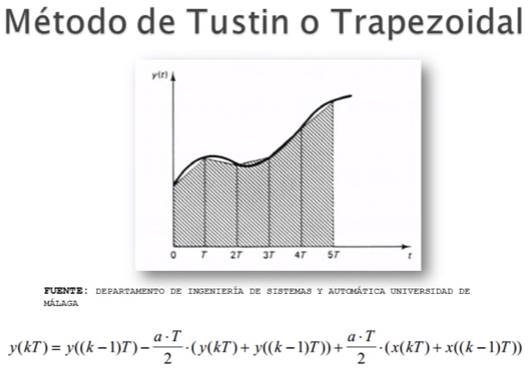 Método de Tustin o Trapezoidal
y(t)
0 T 2T 3T 4T 5T t
FUENTE: DEPARTAMENTO DE INGENIERÍA DE SISTEMAS Y AUTOMÁTICA UNIVERSIDAD DE
MÁLAGA
y(kT) = y((k−1)T) − a·T/2 ·(y(kT) + y((k−1)T)) + a·T/2 ·(x(kT) + x((k−1)T))